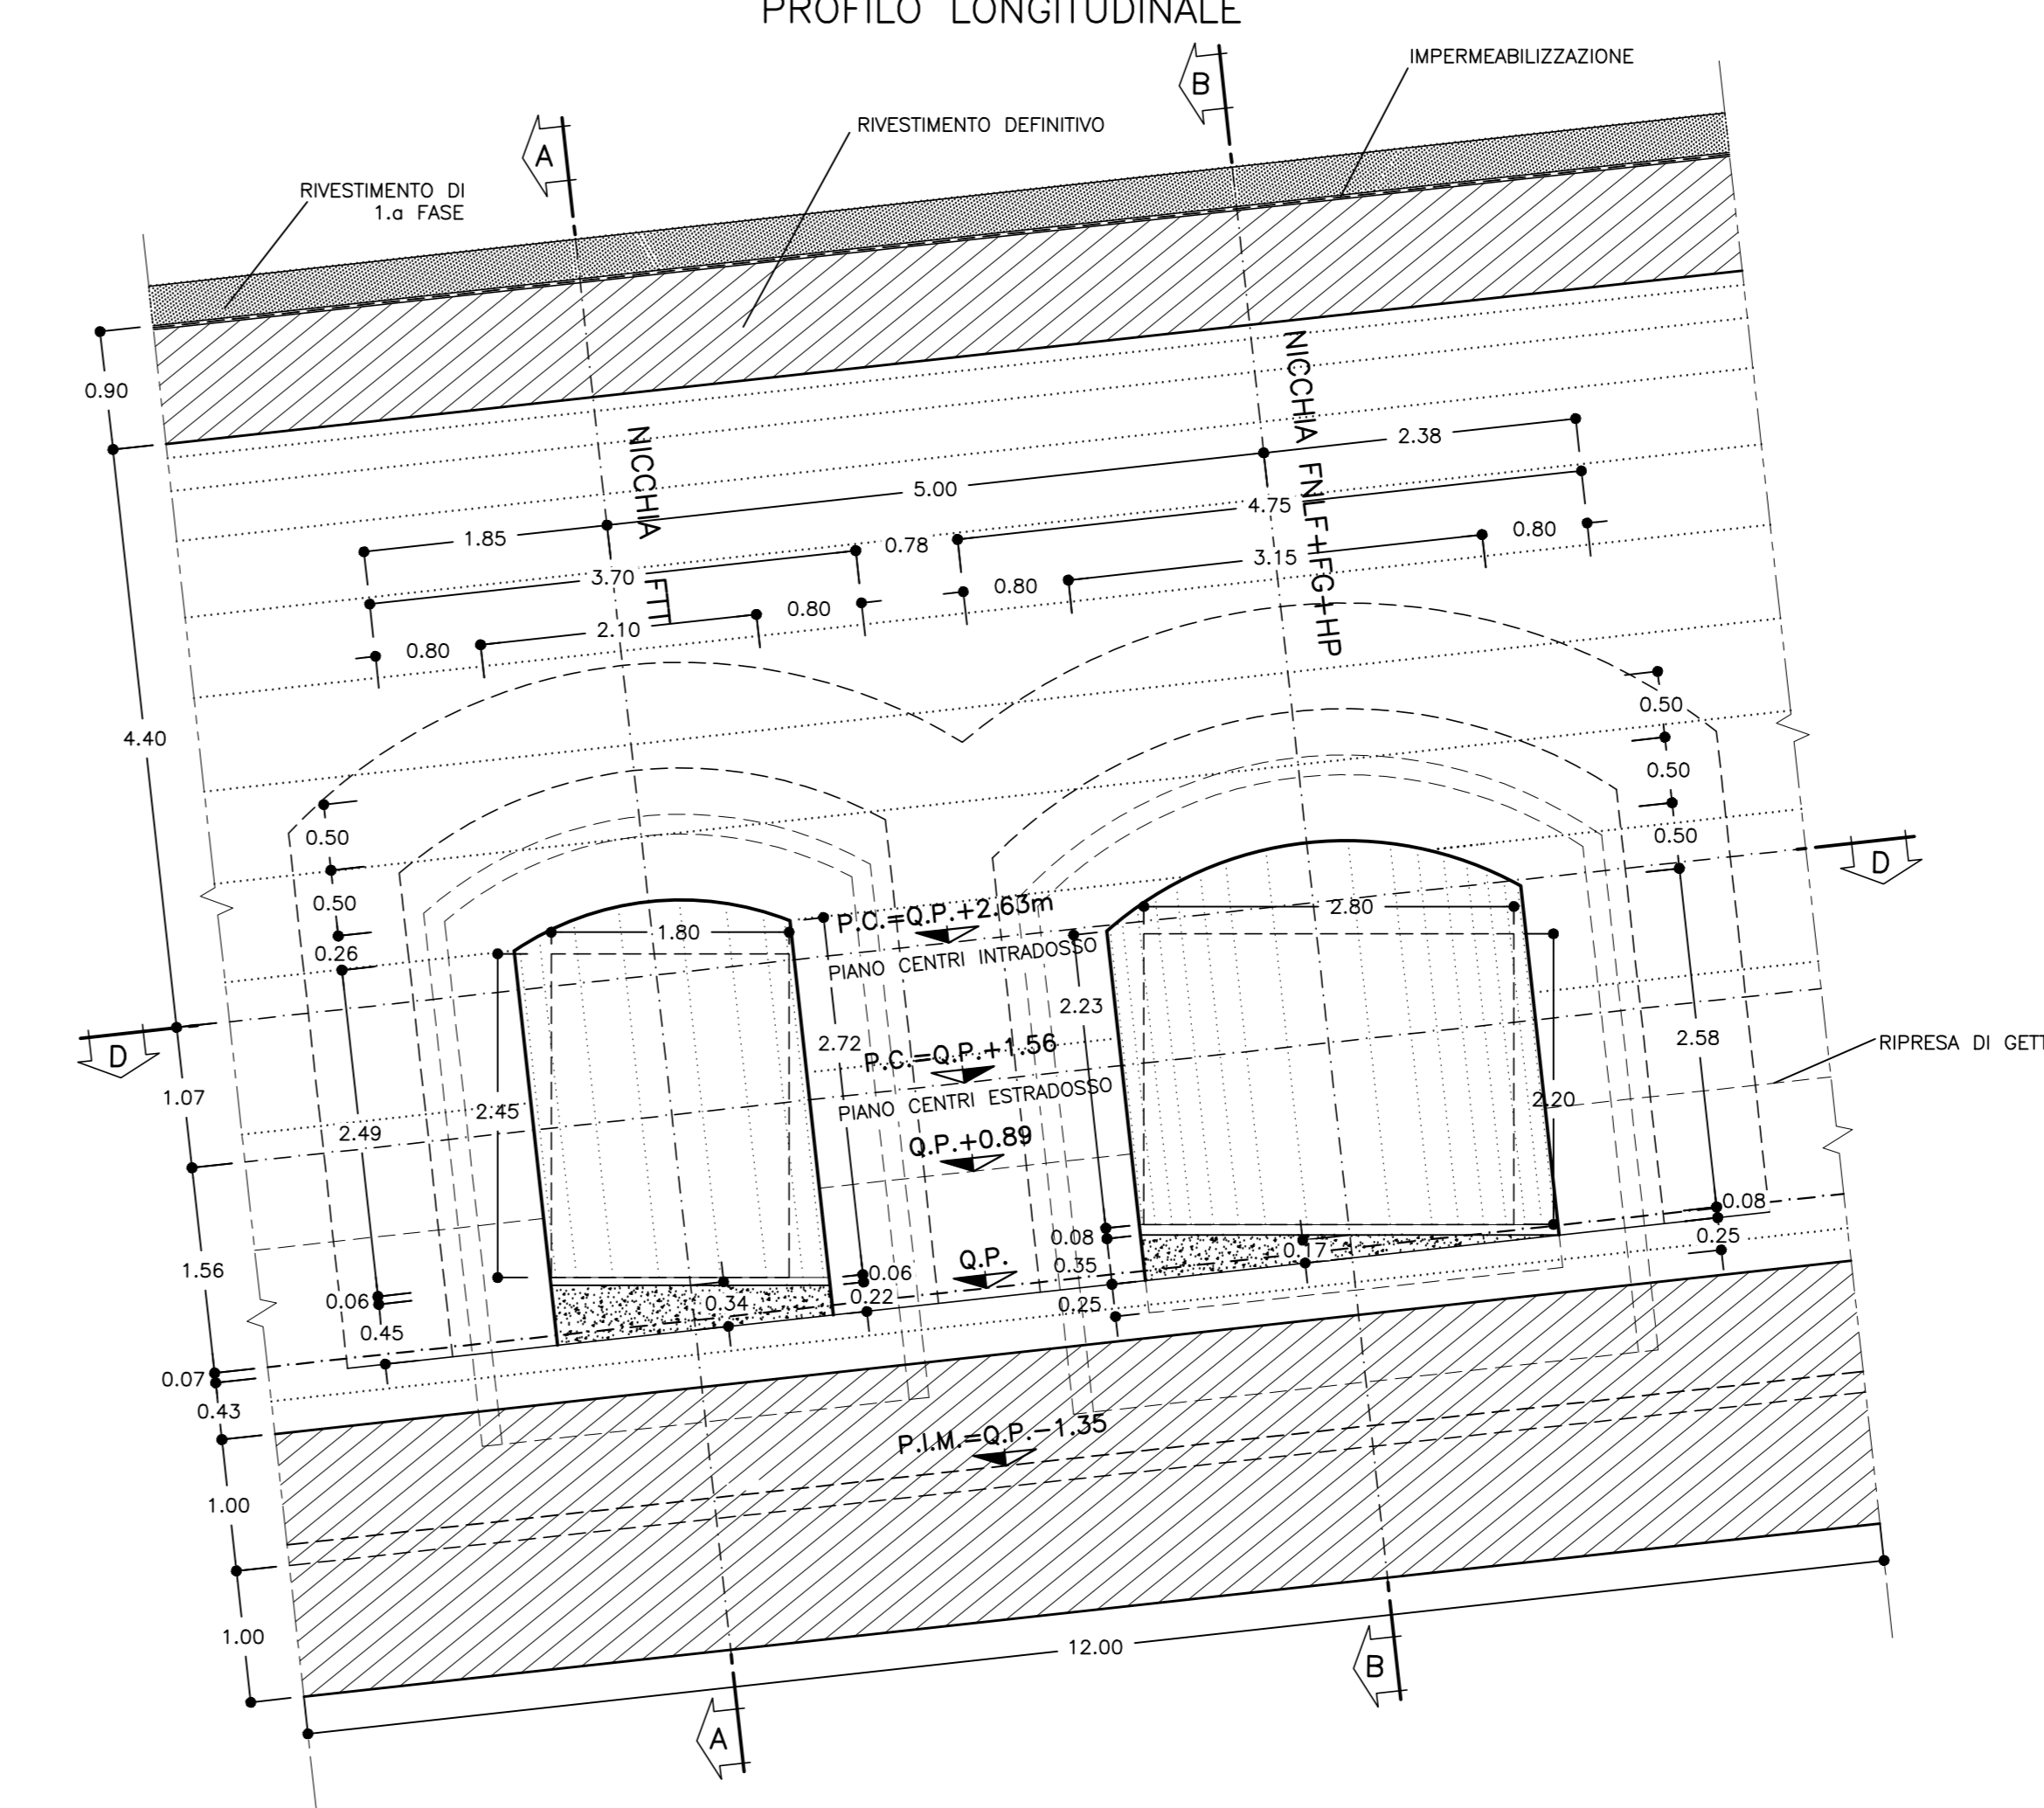 PROFILO LONGITUDINALE
IMPERMEABILIZZAZIONE
B
RIVESTIMENTO DEFINITIVO
A
RIVESTIMENTO DI
1.a FASE
0.90
NICCHIA FNLF+FG+HP
NICCHIA
FTT
2.38
5.00
1.85
4.75
0.78
3.70
3.15
0.80
0.80
0.80
2.10
0.80
4.40
0.50
0.50
0.50
0.50
0.50
0.26
D
P.C.=Q.P.+2.63m
PIANO CENTRI INTRADOSSO
1.80
2.80
2.23
2.72
2.58
P.C.=Q.P.+1.56
PIANO CENTRI ESTRADOSSO
RIPRESA DI GETT
D
1.07
2.45
2.49
2.20
Q.P.+0.89
0.08
0.25
0.08
0.35
0.25
0.17
Q.P.
0.06
0.22
0.34
1.56
0.06
0.45
0.07
0.43
P.I.M.=Q.P.-1.35
1.00
1.00
12.00
B
A